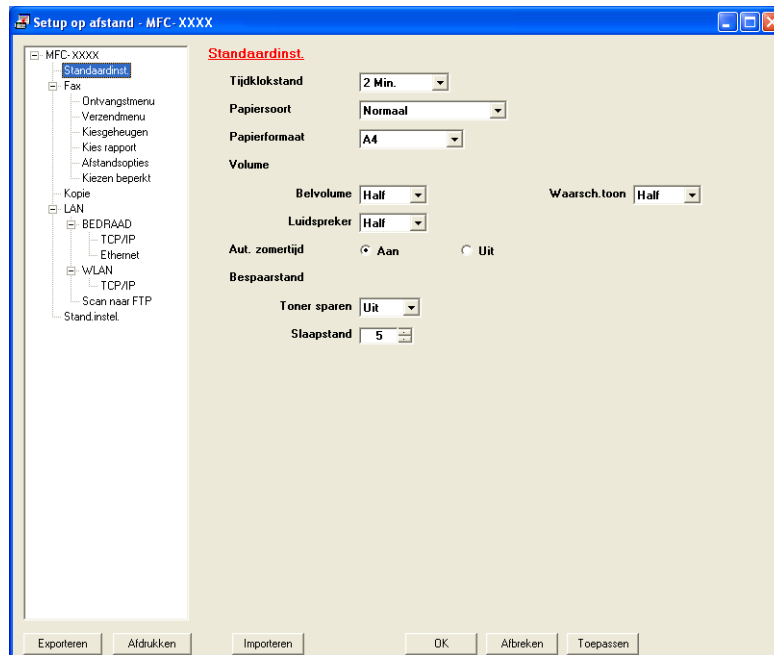 Setup op afstand - MFC-XXXX
MFC-XXXX
Standaardinst.
Fax
Ontvangstmenu
Verzendmenu
Kiesgeheugen
Kies rapport
Afstandsopties
Kiezen beperkt
Kopie
LAN
BEDRAAD
TCP/IP
Ethernet
WLAN
TCP/IP
Scan naar FTP
Stand.instel.
Standaardinst.
Tijdklokstand 2 Min.
Papiersoort Normaal
Papierformaat A4
Volume
Belvolume Half Waarsch.toon Half
Luidspreker Half
Aut. zomertijd Aan Uit
Bespaarstand
Toner sparen Uit
Slaapstand 5
Exporteren Afdrukken Importeren OK Afbreken Toepassen